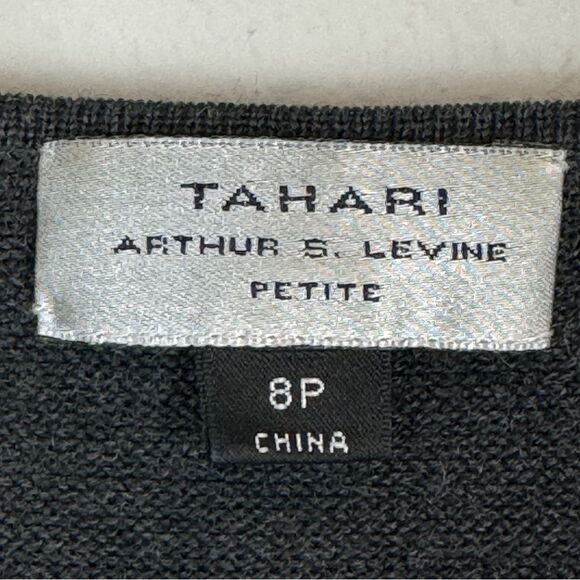 TAHARI
ARTHUR S. LEVINE
PETITE
8P
CHINA